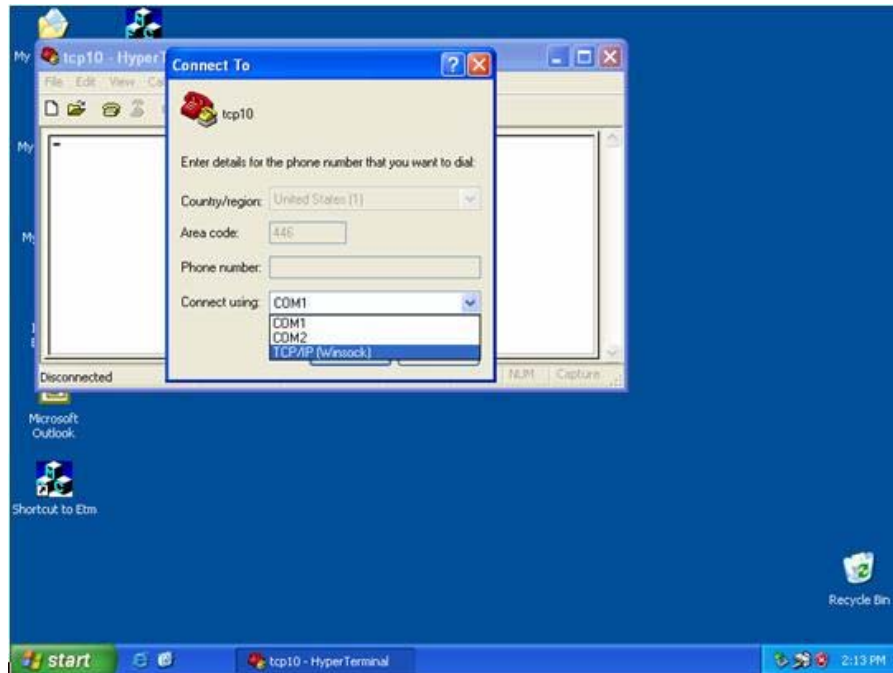 My
tcp10 - HyperT
File Edit View Ca
Connect To
tcp10
Enter details for the phone number that you want to dial:
Country/region: United States (1)
Area code: 446
Phone number:
Connect using: COM1
COM1
COM2
TCP/IP (Winsock)
My
My
Disconnected
NUM Capture
Microsoft
Outlook
Shortcut to Etm
Recycle Bin
start
tcp10 - HyperTerminal
2:13 PM